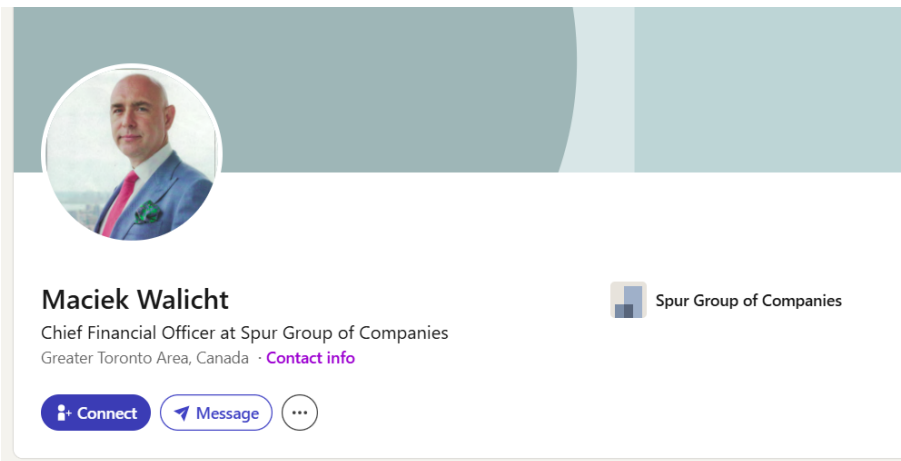 Maciek Walicht
Chief Financial Officer at Spur Group of Companies
Greater Toronto Area, Canada · Contact info
Connect
Message
Spur Group of Companies